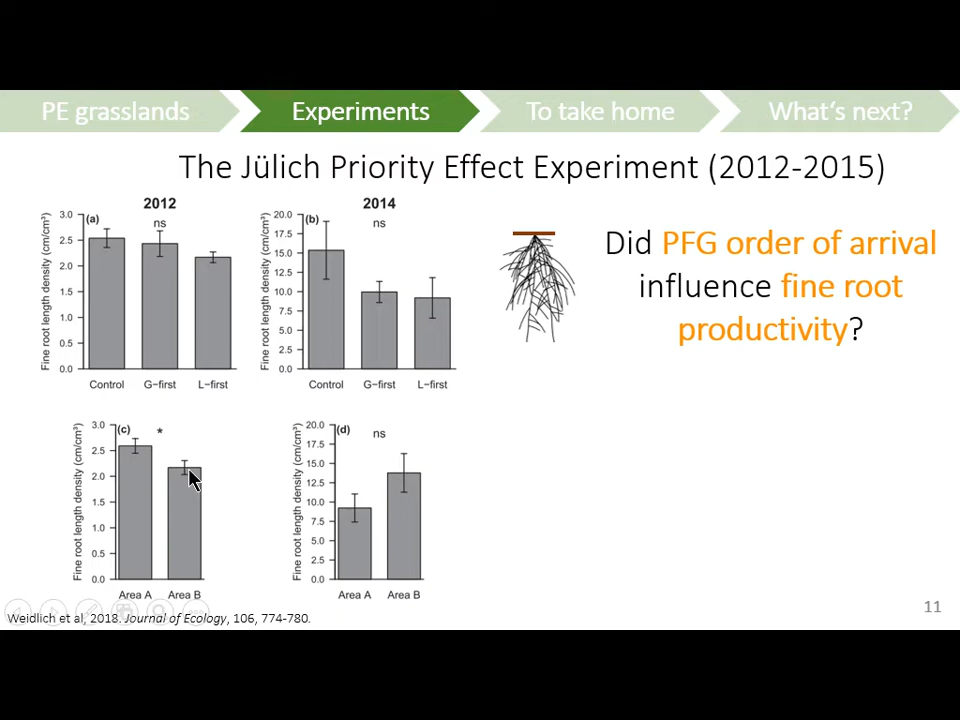 PE grasslands
Experiments
To take home
What's next?
The Jülich Priority Effect Experiment (2012-2015)
2012
(a)
ns
Fine root length density (cm/cm³)
3.0
2.5
2.0
1.5
1.0
0.5
0.0
Control
G−first
L−first
2014
(b)
ns
Fine root length density (cm/cm³)
20.0
17.5
15.0
12.5
10.0
7.5
5.0
2.5
0.0
Control
G−first
L−first
Did PFG order of arrival
influence fine root
productivity?
(c)
*
Fine root length density (cm/cm³)
3.0
2.5
2.0
1.5
1.0
0.5
0.0
Area A
Area B
(d)
ns
Fine root length density (cm/cm³)
20.0
17.5
15.0
12.5
10.0
7.5
5.0
2.5
0.0
Area A
Area B
Weidlich et al, 2018. Journal of Ecology, 106, 774-780.
11